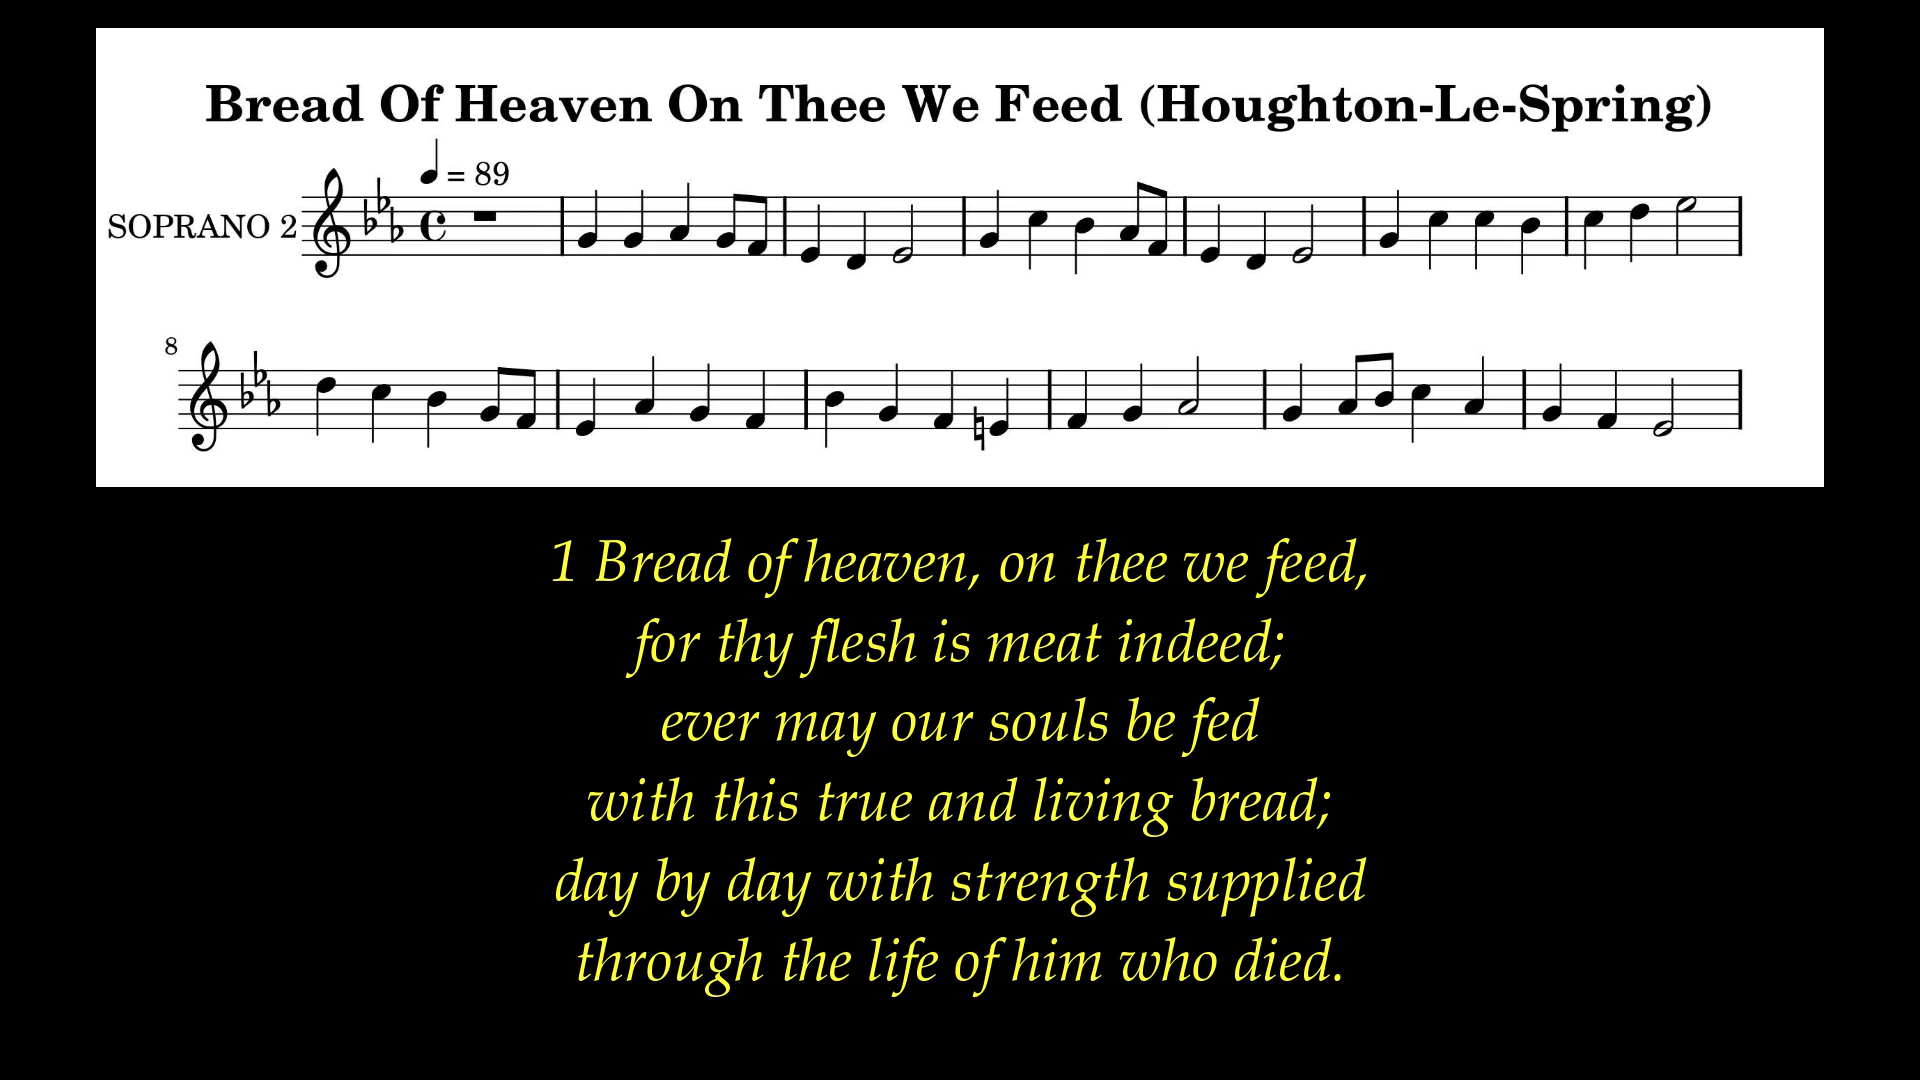 Bread Of Heaven On Thee We Feed (Houghton-Le-Spring)
= 89
SOPRANO 2
8
1 Bread of heaven, on thee we feed,
for thy flesh is meat indeed;
ever may our souls be fed
with this true and living bread;
day by day with strength supplied
through the life of him who died.